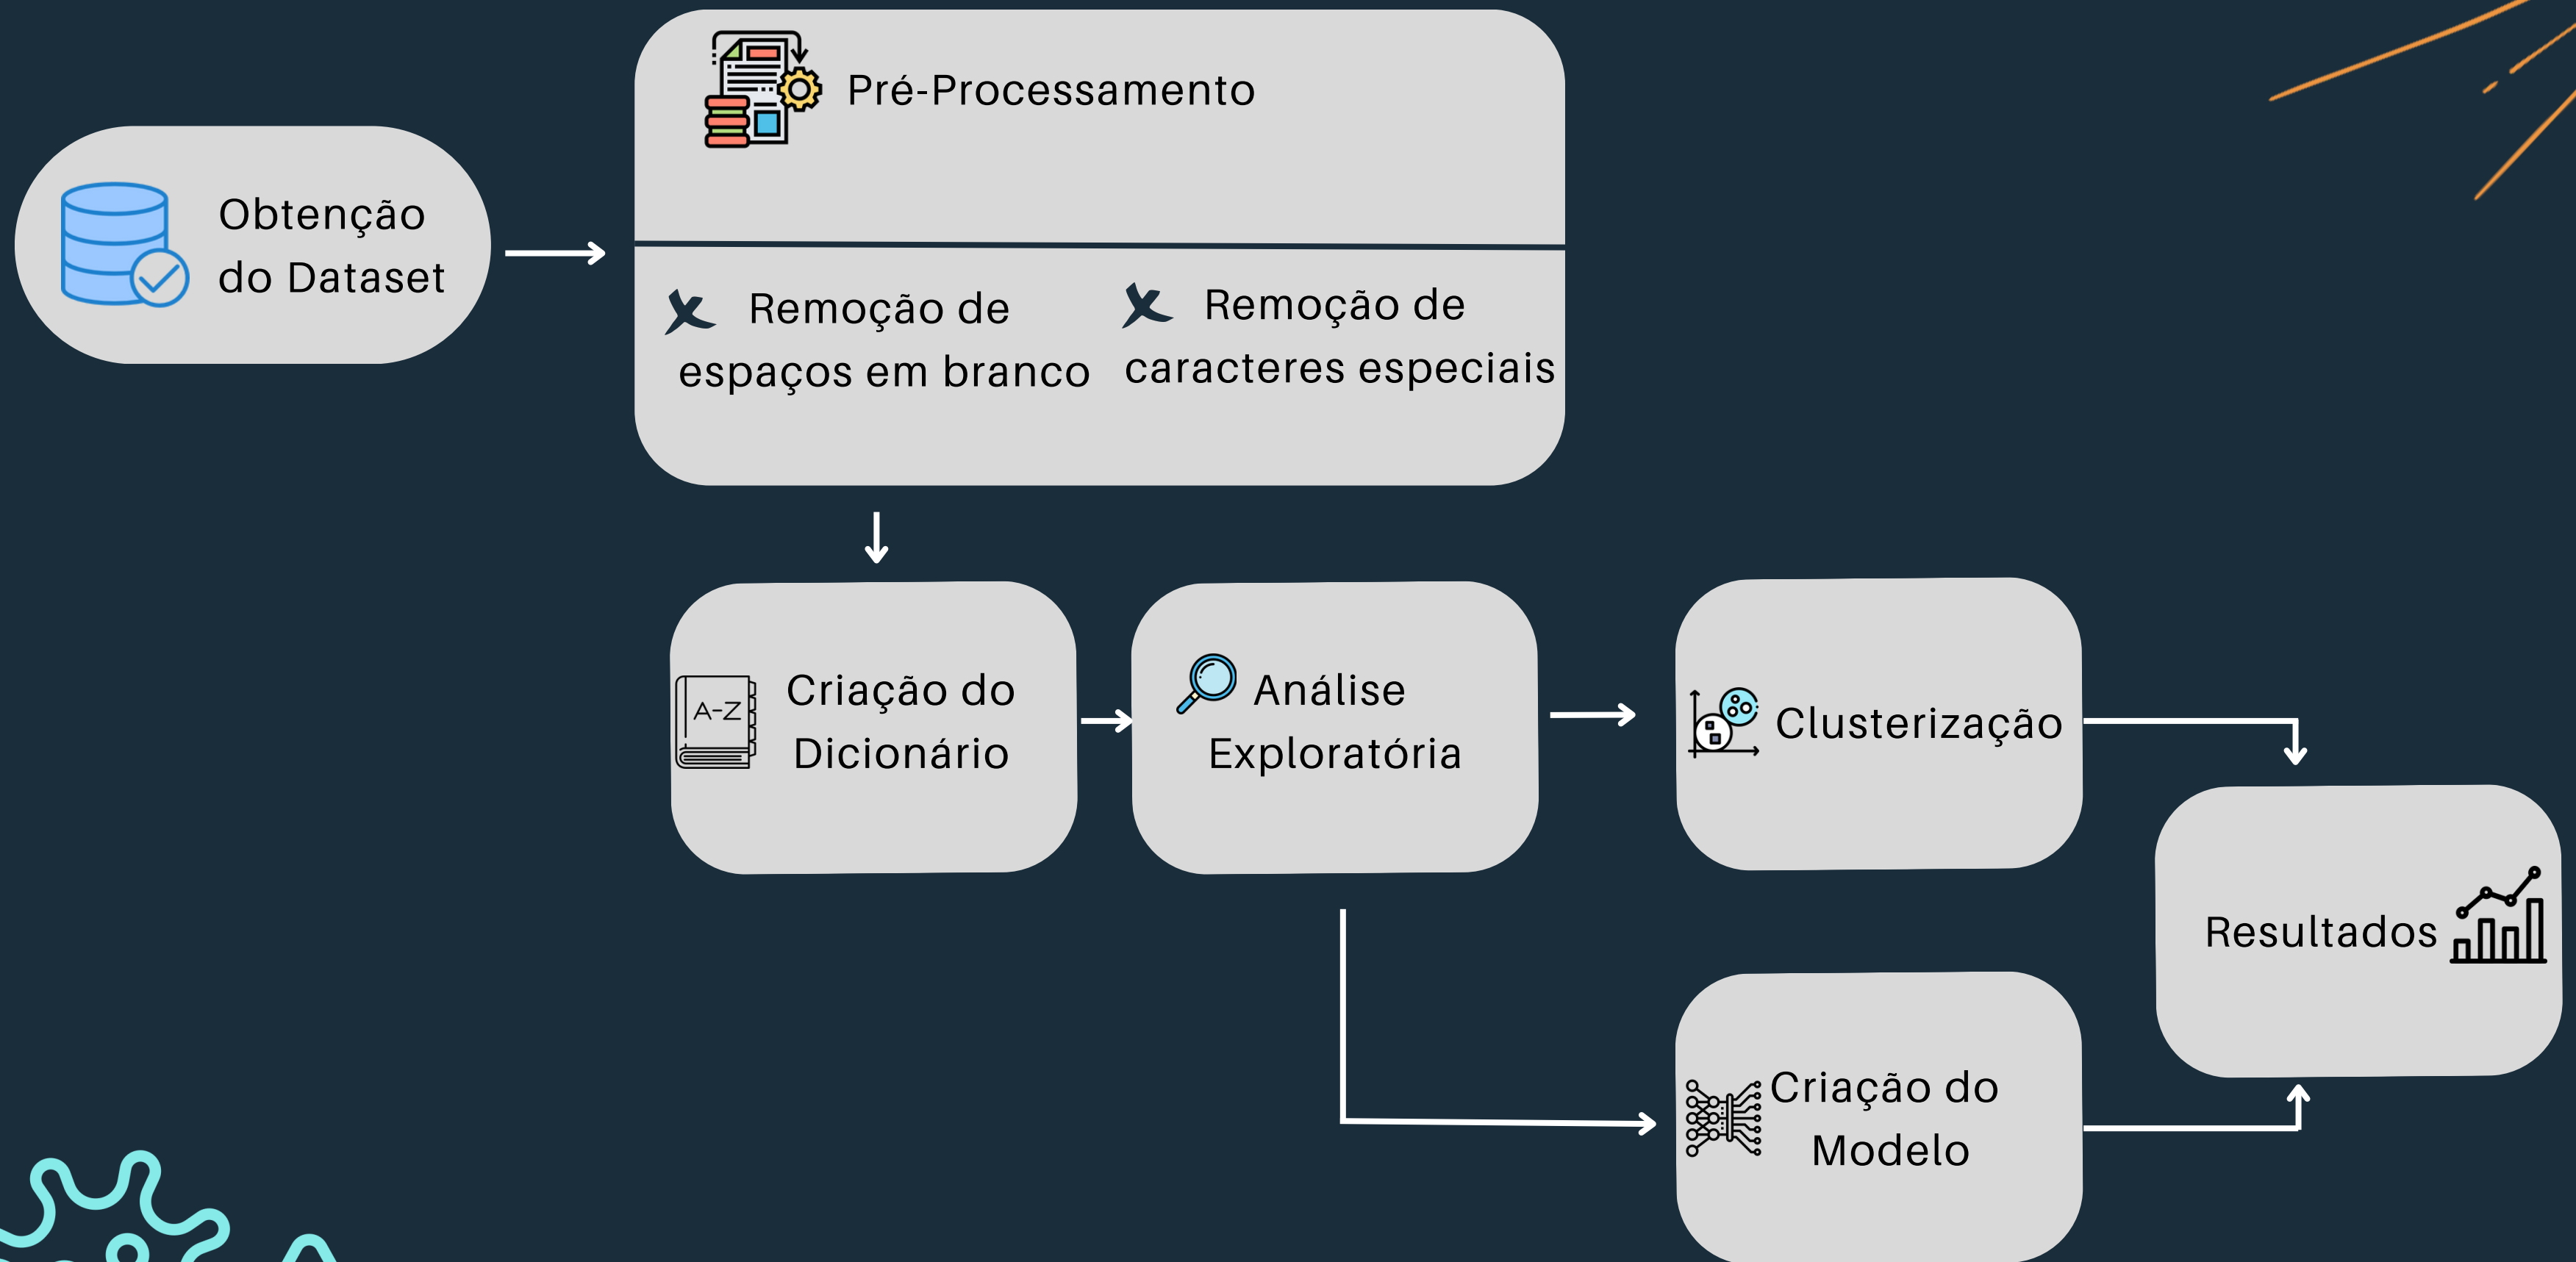 Pré-Processamento
Obtenção
do Dataset
Remoção de
espaços em branco
Remoção de
caracteres especiais
A-Z
Criação do
Dicionário
Análise
Exploratória
Clusterização
Resultados
Criação do
Modelo